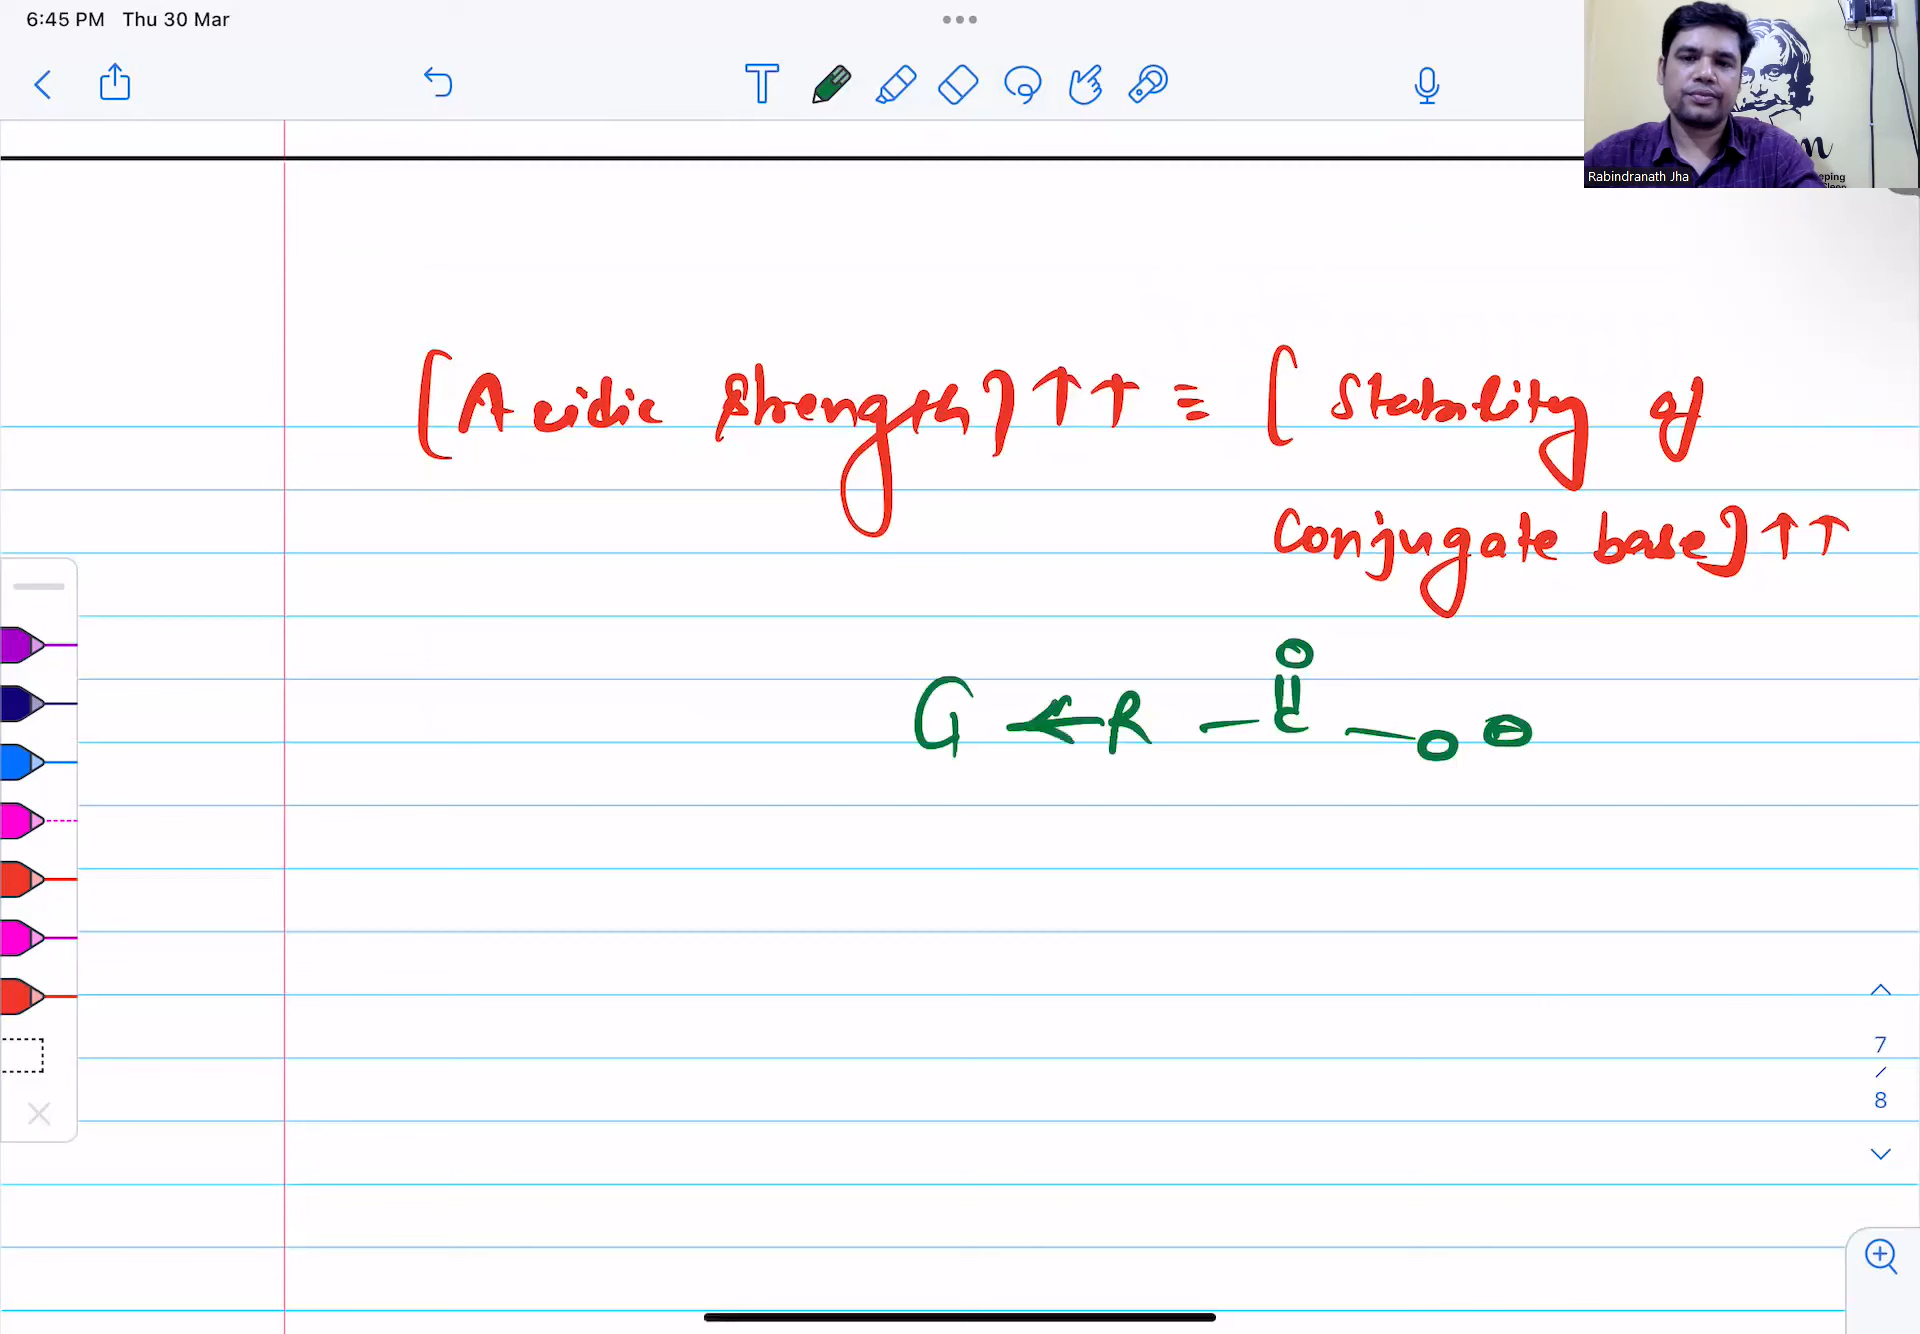 6:45 PM Thu 30 Mar
Rabindranath Jha
[Acidic strength] ↑↑ = [Stability of
Conjugate base] ↑↑
O
G ← R — C — O ⊖
7
/
8